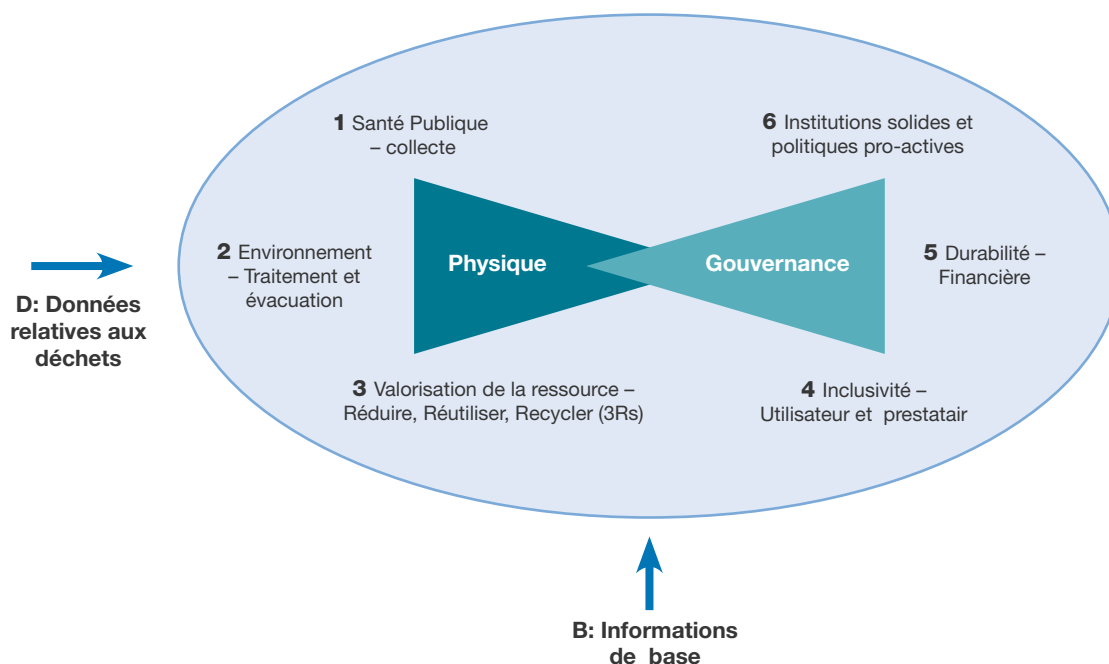 1 Santé Publique
– collecte
6 Institutions solides et
politiques pro-actives
2 Environnement
– Traitement et
évacuation
Physique
Gouvernance
5 Durabilité –
Financière
D: Données
relatives aux
déchets
3 Valorisation de la ressource –
Réduire, Réutiliser, Recycler (3Rs)
4 Inclusivité –
Utilisateur et prestatair
B: Informations
de base